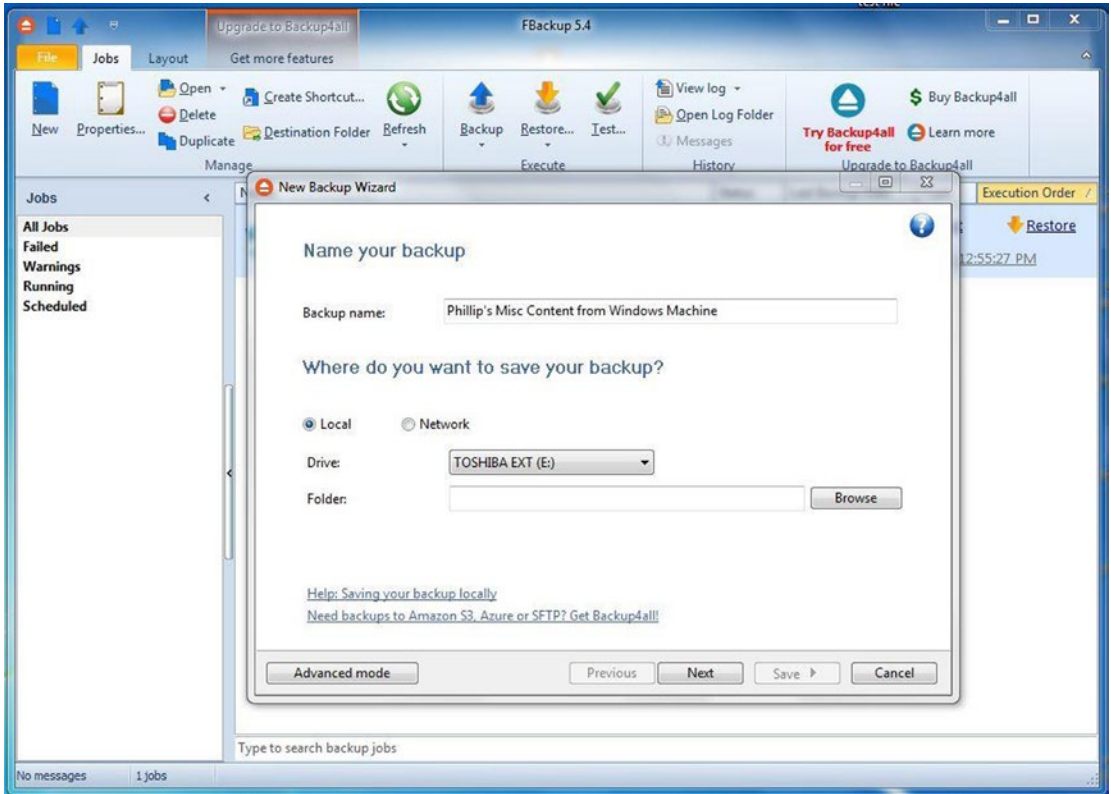 test file
Upgrade to Backup4all
FBackup 5.4
File
Jobs
Layout
Get more features
New
Properties...
Open
Delete
Duplicate
Create Shortcut...
Destination Folder
Refresh
Backup
Restore...
Test...
View log
Open Log Folder
Messages
Try Backup4all
for free
Buy Backup4all
Learn more
Manage
Execute
History
Upgrade to Backup4all
Jobs
All Jobs
Failed
Warnings
Running
Scheduled
Execution Order
Restore
12:55:27 PM
New Backup Wizard
Name your backup
Backup name:
Phillip's Misc Content from Windows Machine
Where do you want to save your backup?
Local
Network
Drive:
TOSHIBA EXT (E:)
Folder:
Browse
Help: Saving your backup locally
Need backups to Amazon S3, Azure or SFTP? Get Backup4all!
Advanced mode
Previous
Next
Save
Cancel
Type to search backup jobs
No messages
1 jobs